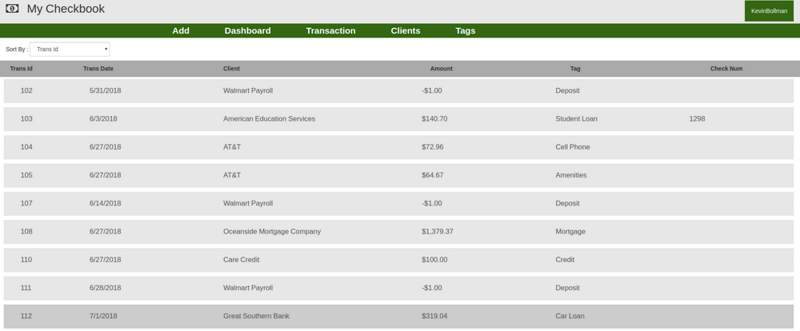 My Checkbook
KevinBollman
Add Dashboard Transaction Clients Tags
Sort By : Trans Id
Trans Id Trans Date Client Amount Tag Check Num
102 5/31/2018 Walmart Payroll -$1.00 Deposit
103 6/3/2018 American Education Services $140.70 Student Loan 1298
104 6/27/2018 AT&T $72.96 Cell Phone
105 6/27/2018 AT&T $64.67 Amenities
107 6/14/2018 Walmart Payroll -$1.00 Deposit
108 6/27/2018 Oceanside Mortgage Company $1,379.37 Mortgage
110 6/27/2018 Care Credit $100.00 Credit
111 6/28/2018 Walmart Payroll -$1.00 Deposit
112 7/1/2018 Great Southern Bank $319.04 Car Loan